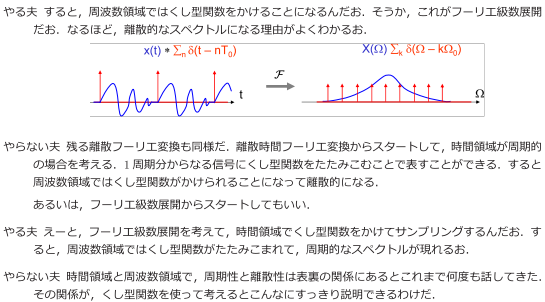 やる夫 すると，周波数領域ではくし型関数をかけることになるんだお．そうか，これがフーリエ級数展開
だお．なるほど，離散的なスペクトルになる理由がよくわかるお．
x(t) * Σn δ(t − nT0)
X(Ω) Σk δ(Ω − kΩ0)
t
ℱ
Ω
やらない夫 残る離散フーリエ変換も同様だ．離散時間フーリエ変換からスタートして，時間領域が周期的
の場合を考える．1 周期分からなる信号にくし型関数をたたみこむことで表すことができる．すると
周波数領域ではくし型関数がかけられることになって離散的になる．
あるいは，フーリエ級数展開からスタートしてもいい．
やる夫 えーと，フーリエ級数展開を考えて，時間領域でくし型関数をかけてサンプリングするんだお．す
ると，周波数領域ではくし型関数がたたみこまれて，周期的なスペクトルが現れるお．
やらない夫 時間領域と周波数領域で，周期性と離散性は表裏の関係にあるとこれまで何度も話してきた．
その関係が，くし型関数を使って考えるとこんなにすっきり説明できるわけだ．